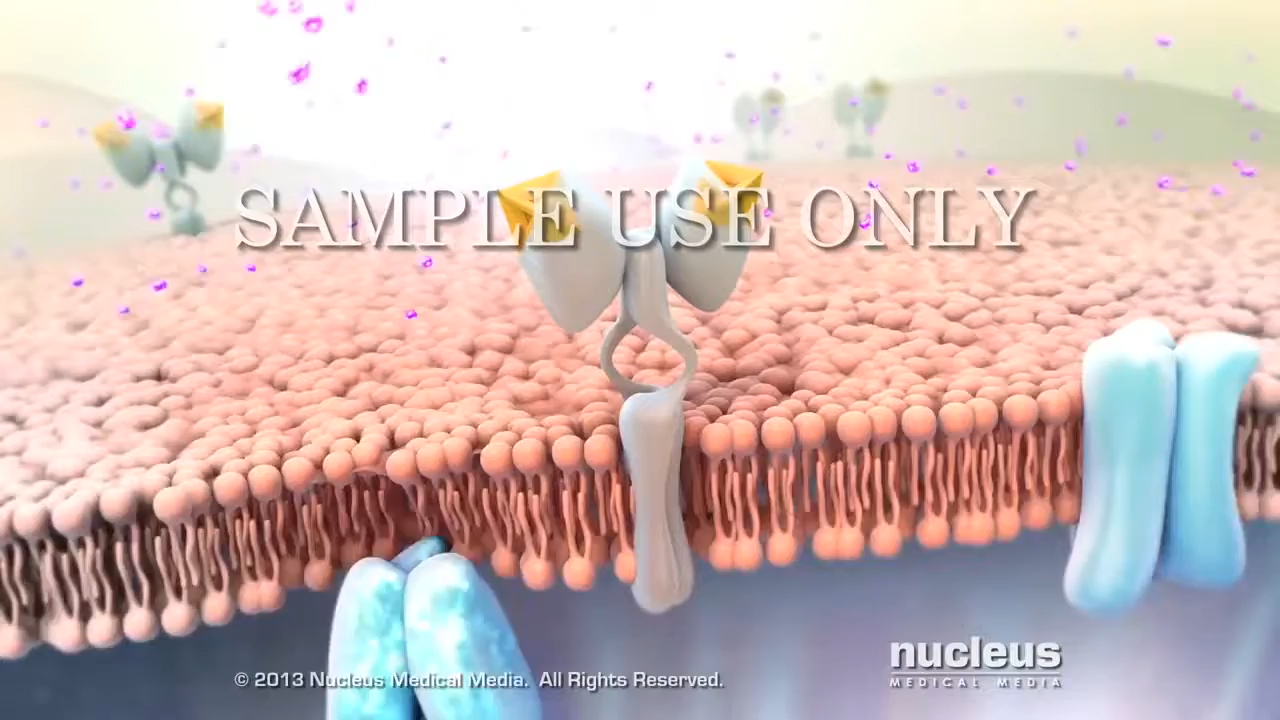 SAMPLE USE ONLY
nucleus
MEDICAL MEDIA
© 2013 Nucleus Medical Media. All Rights Reserved.